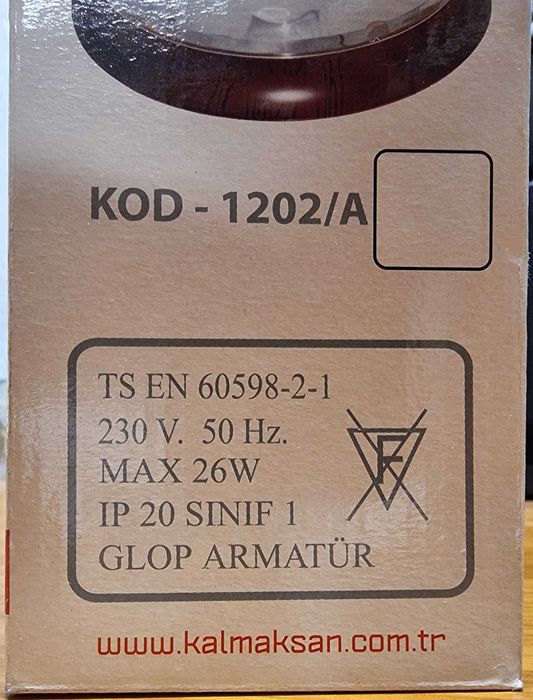 KOD - 1202/A
TS EN 60598-2-1
230 V. 50 Hz.
MAX 26W
F
IP 20 SINIF 1
GLOP ARMATÜR
www.kalmaksan.com.tr